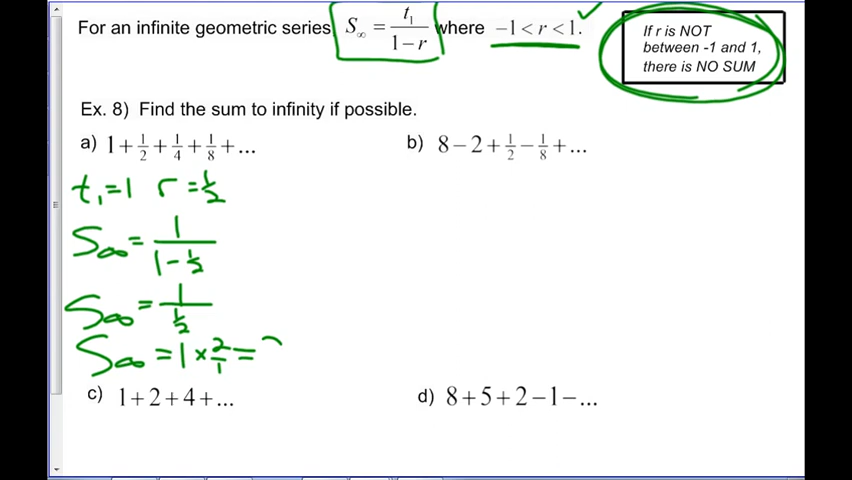 For an infinite geometric series, S∞ = t₁/(1−r) where −1 < r < 1. ✓
If r is NOT
between -1 and 1,
there is NO SUM
Ex. 8) Find the sum to infinity if possible.
a) 1 + 1/2 + 1/4 + 1/8 + ...
b) 8 − 2 + 1/2 − 1/8 + ...
t₁ = 1 r = 1/2
S∞ = 1/(1 − 1/2)
S∞ = 1/(1/2)
S∞ = 1 × 2/1 =
c) 1 + 2 + 4 + ...
d) 8 + 5 + 2 − 1 − ...